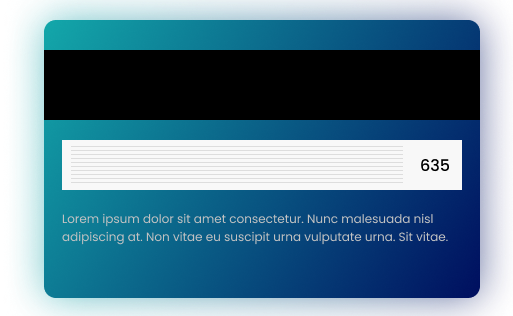 635
Lorem ipsum dolor sit amet consectetur. Nunc malesuada nisl
adipiscing at. Non vitae eu suscipit urna vulputate urna. Sit vitae.